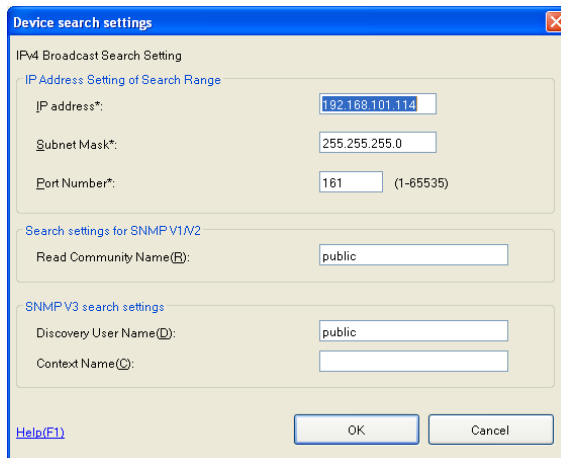 Device search settings
IPv4 Broadcast Search Setting
IP Address Setting of Search Range
IP address*: 192.168.101.114
Subnet Mask*: 255.255.255.0
Port Number*: 161 (1-65535)
Search settings for SNMP V1/V2
Read Community Name(R): public
SNMP V3 search settings
Discovery User Name(D): public
Context Name(C):
Help(F1) OK Cancel